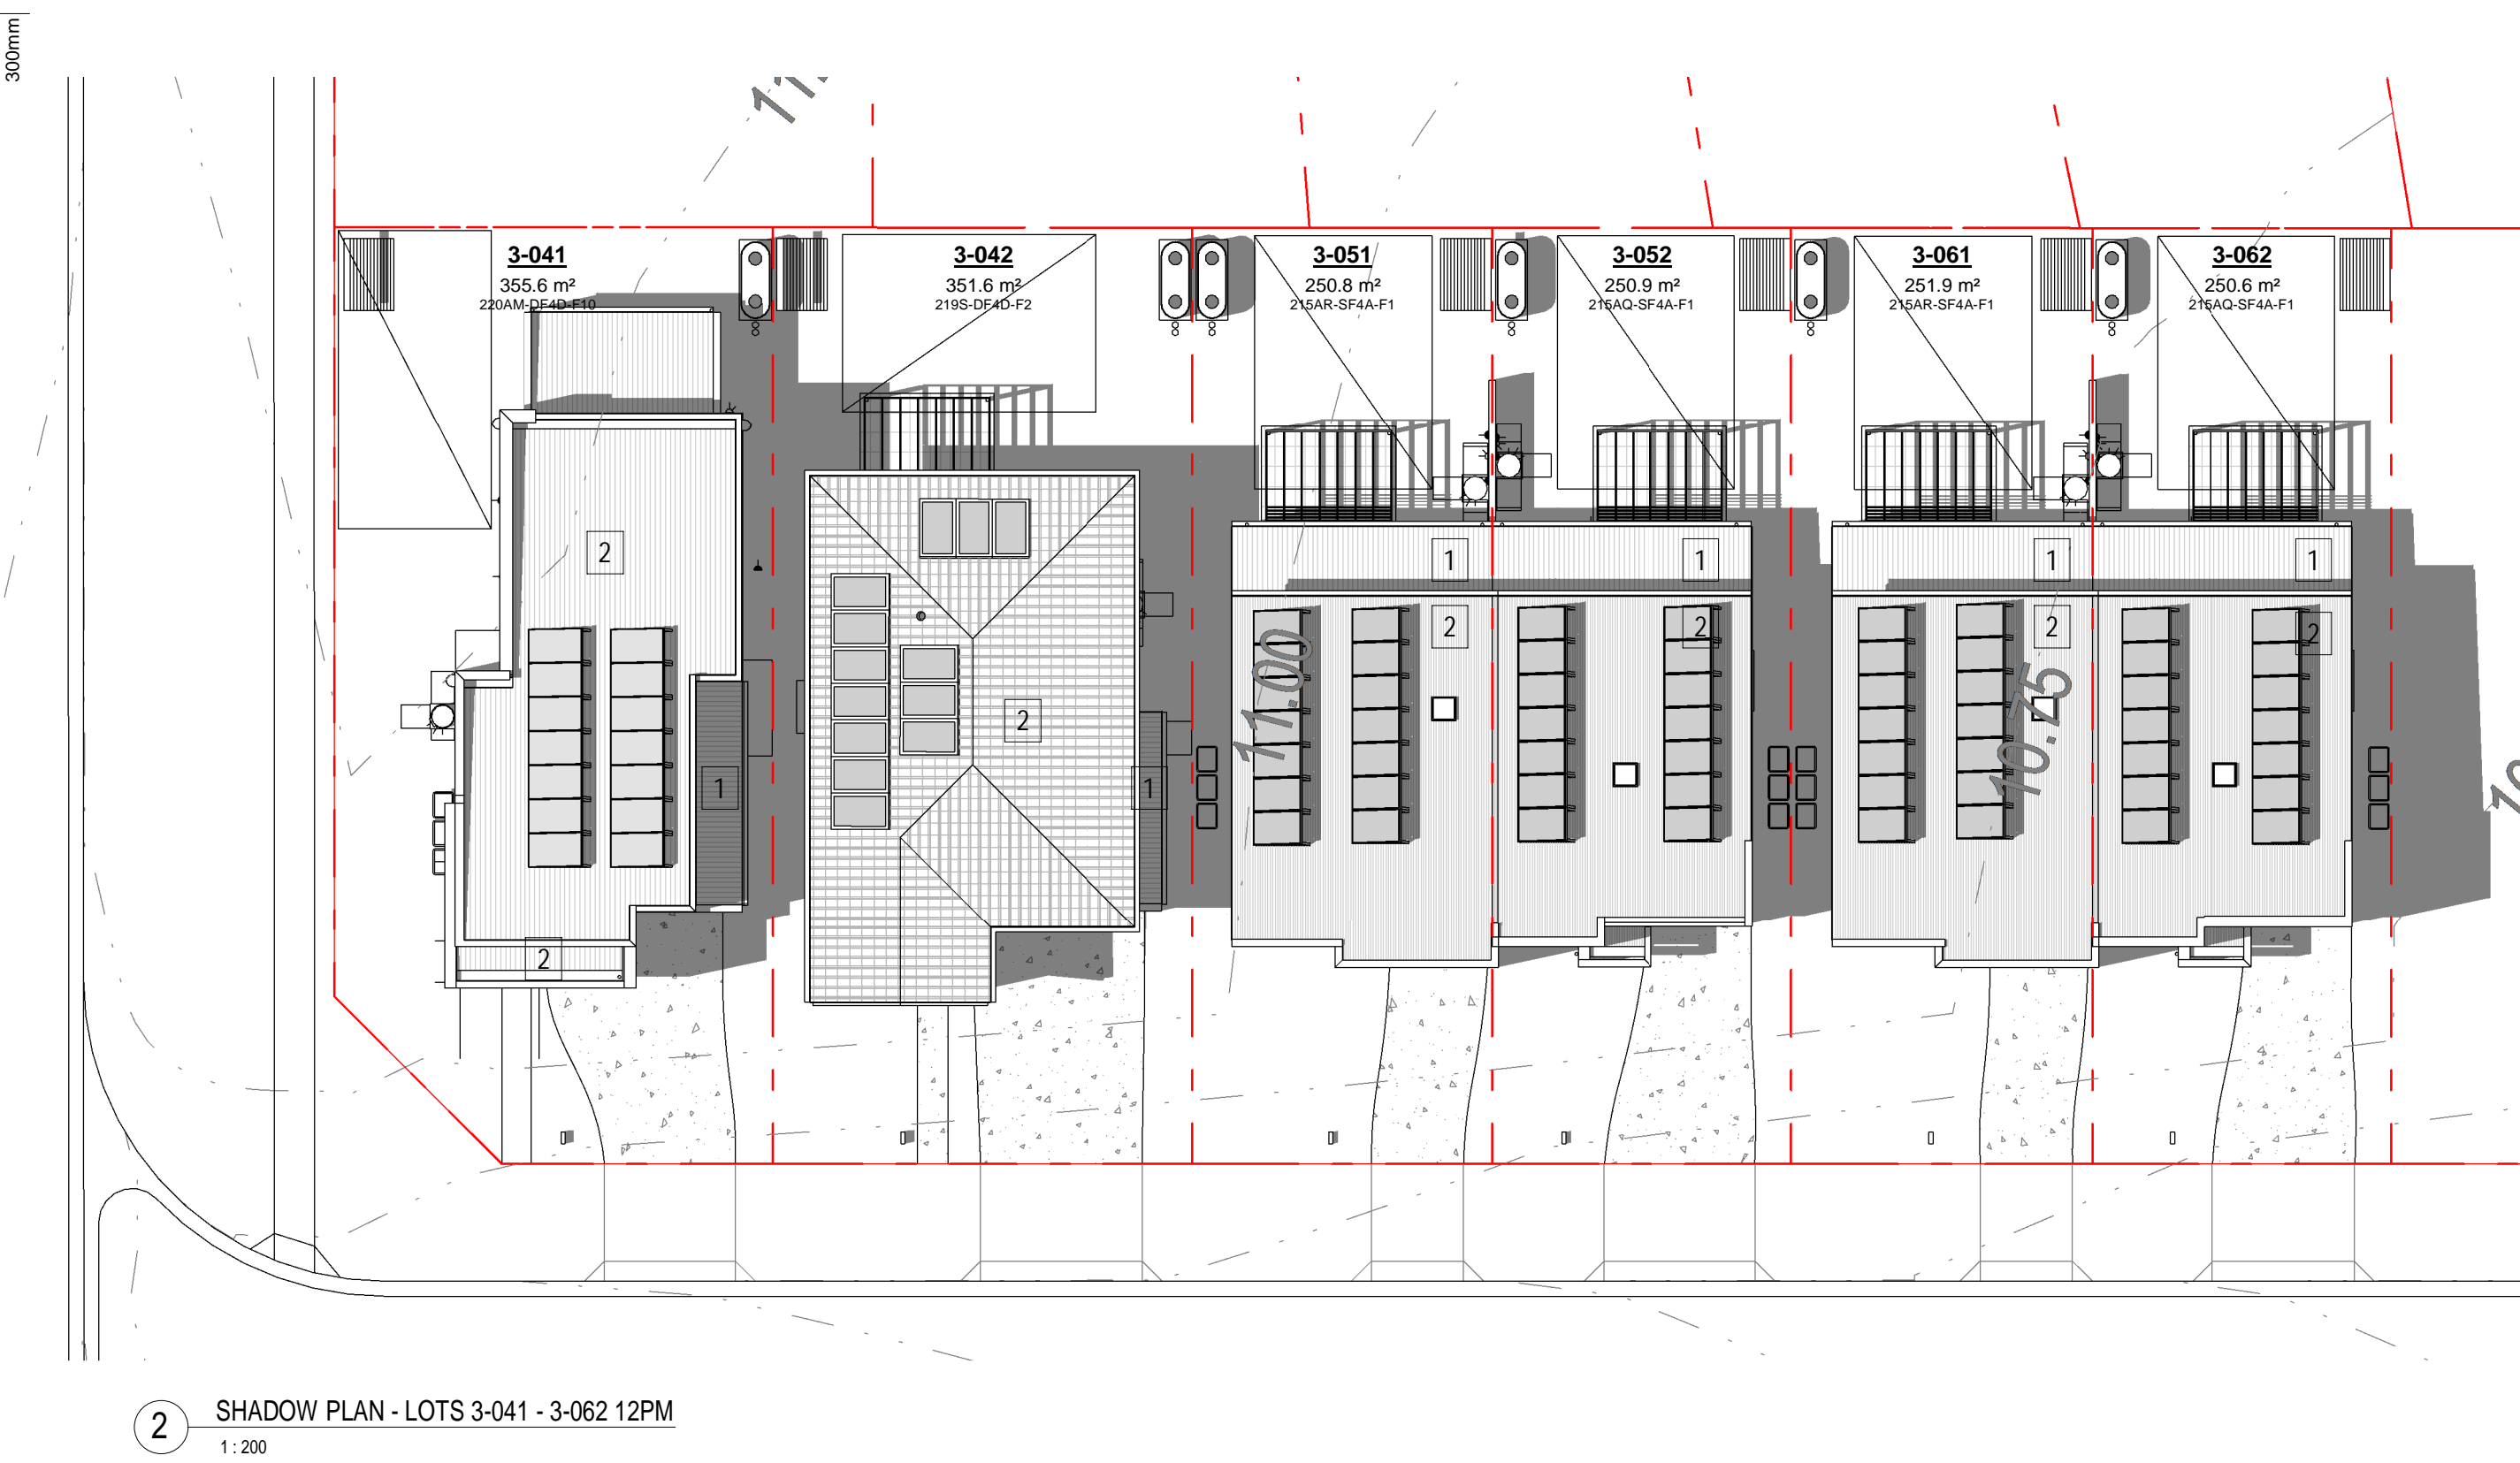 300mm
11.
3-041
355.6 m²
220AM-DF4D-F10
3-042
351.6 m²
219S-DF4D-F2
3-051
250.8 m²
215AR-SF4A-F1
3-052
250.9 m²
215AQ-SF4A-F1
3-061
251.9 m²
215AR-SF4A-F1
3-062
250.6 m²
215AQ-SF4A-F1
2
1
1
1
1
2
2
2
2
11.00
10.75
2
1
1
10
2
2 SHADOW PLAN - LOTS 3-041 - 3-062 12PM
1 : 200